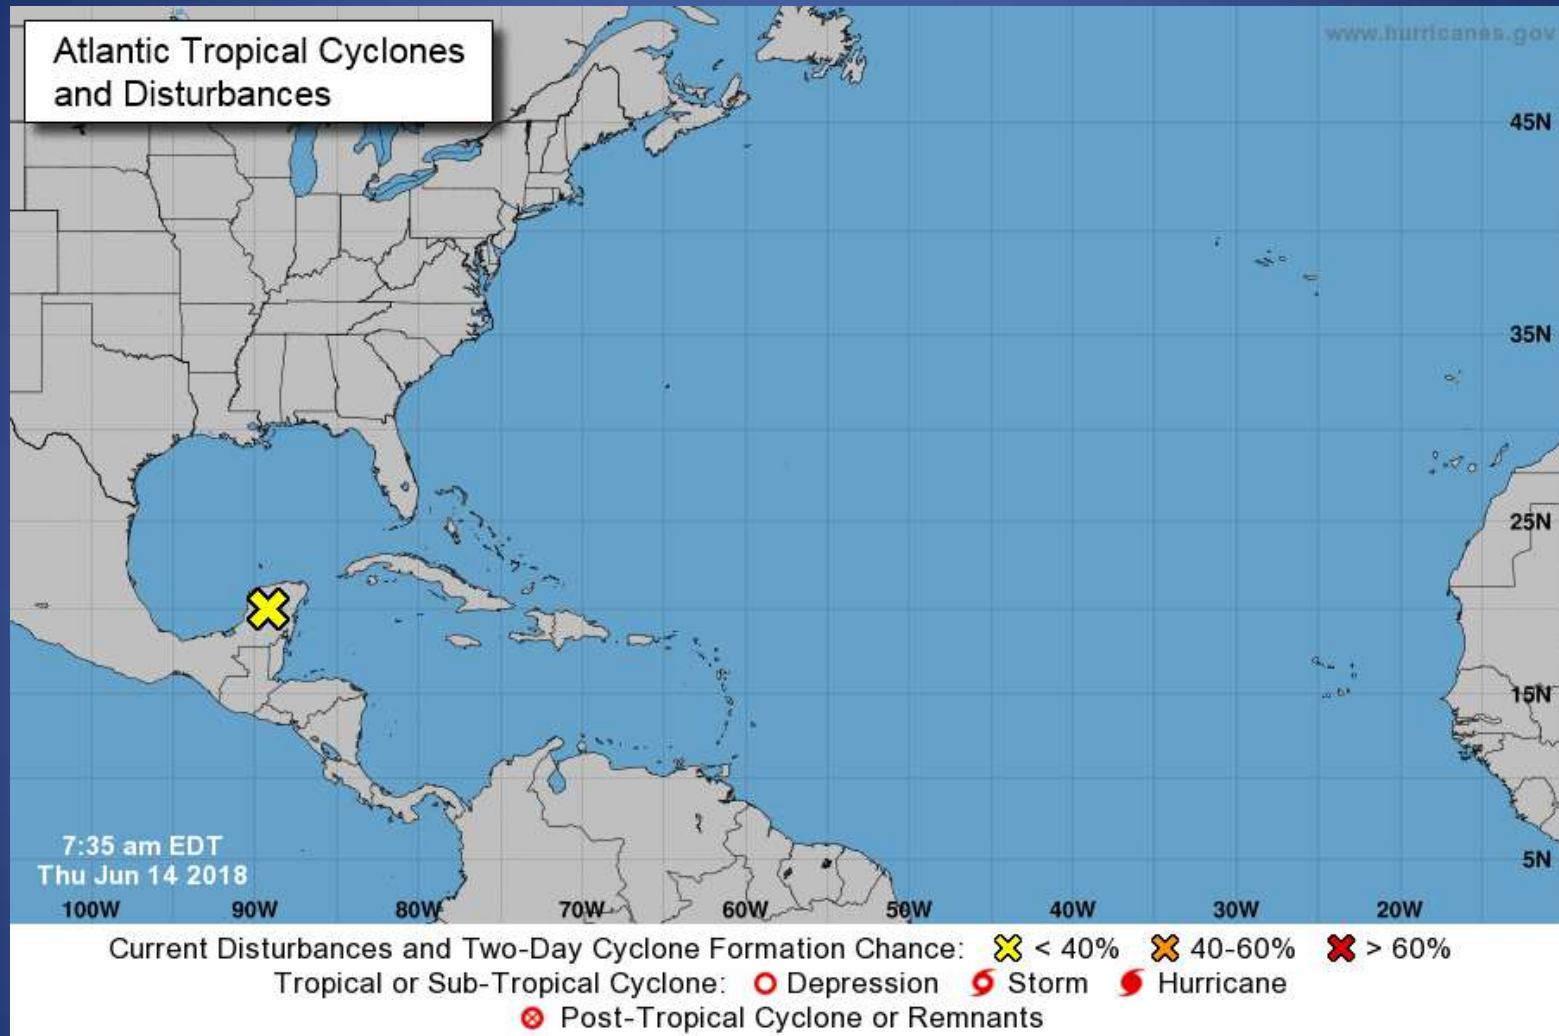 Atlantic Tropical Cyclones
and Disturbances
www.hurricanes.gov
45N
35N
25N
15N
5N
7:35 am EDT
Thu Jun 14 2018
100W 90W 80W 70W 60W 50W 40W 30W 20W
Current Disturbances and Two-Day Cyclone Formation Chance: < 40% 40-60% > 60%
Tropical or Sub-Tropical Cyclone: Depression Storm Hurricane
Post-Tropical Cyclone or Remnants